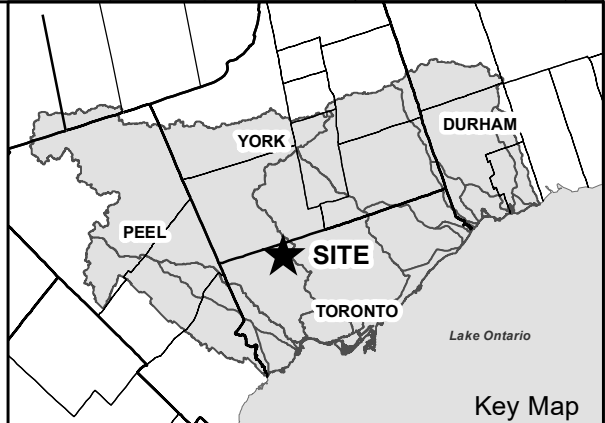 DURHAM
YORK
PEEL
SITE
TORONTO
Lake Ontario
Key Map